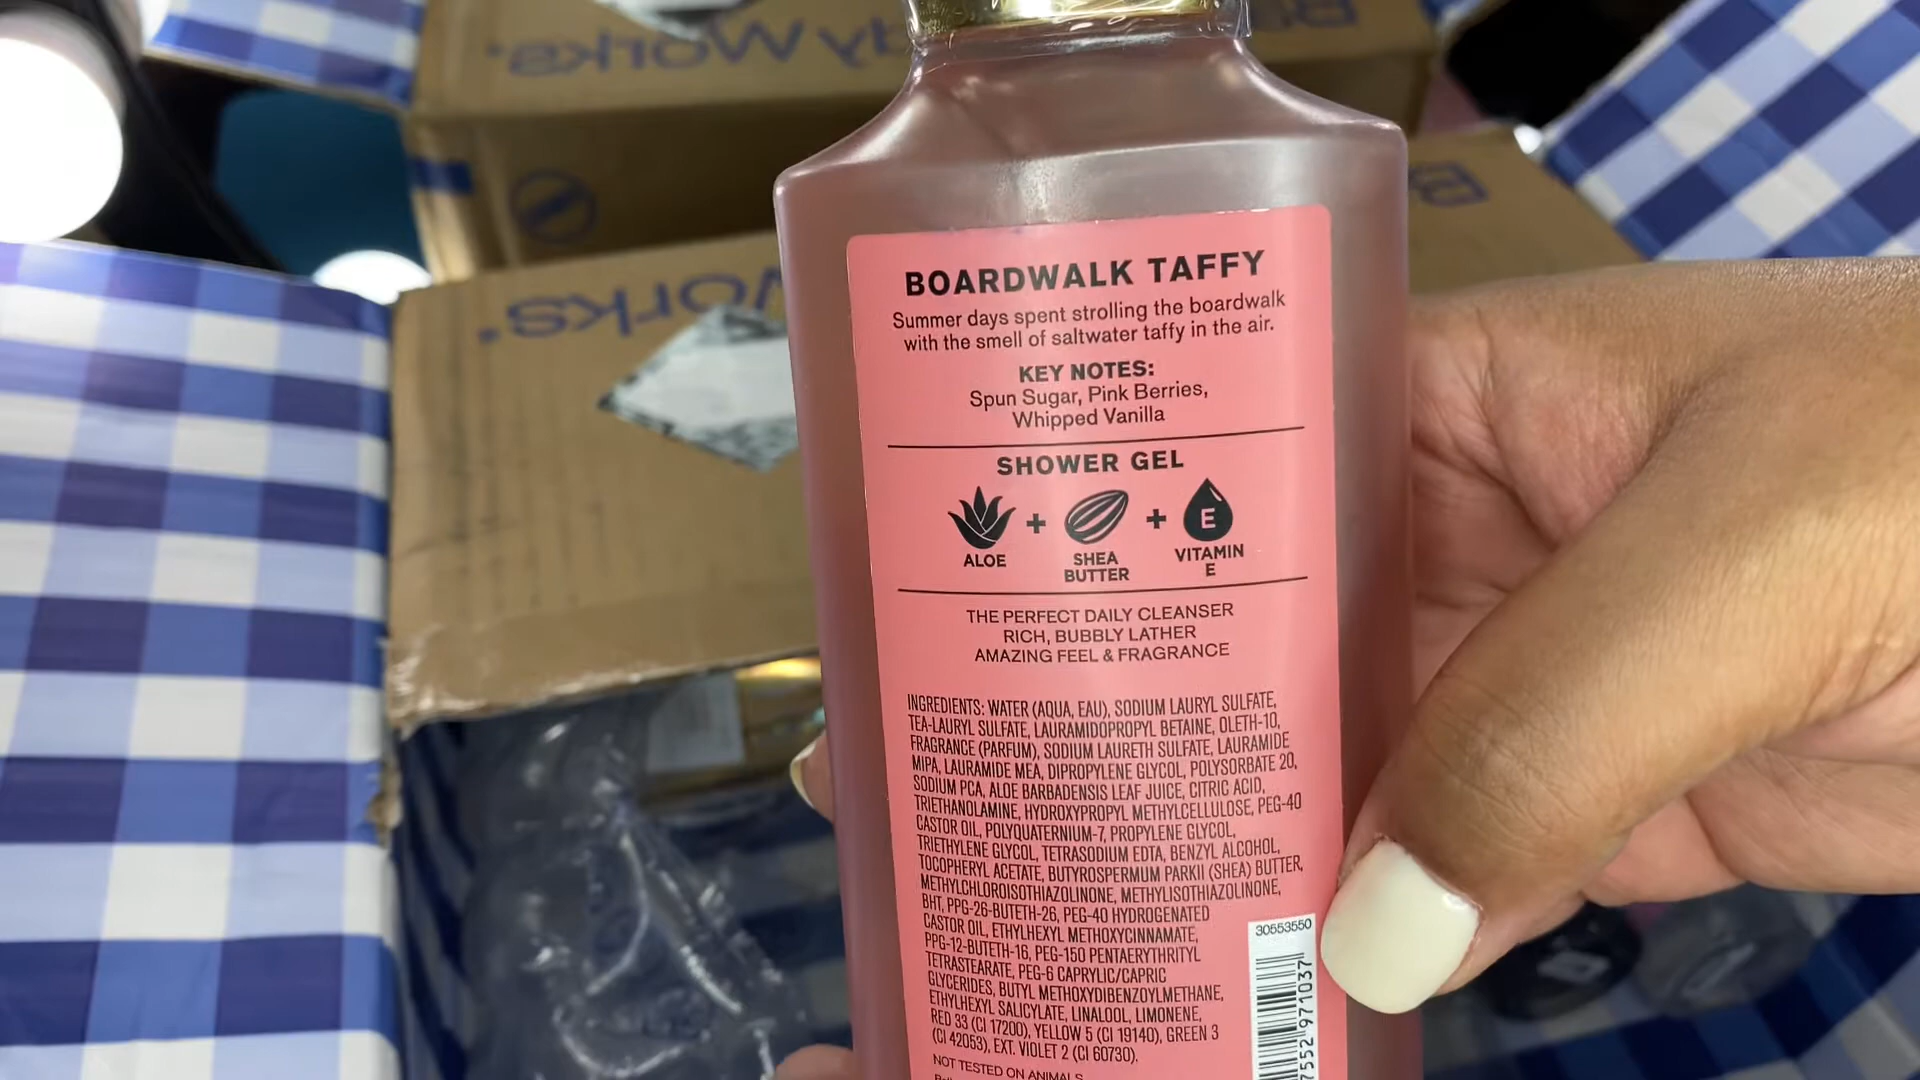 BOARDWALK TAFFY
Summer days spent strolling the boardwalk
with the smell of saltwater taffy in the air.
KEY NOTES:
Spun Sugar, Pink Berries,
Whipped Vanilla
SHOWER GEL
ALOE + SHEA BUTTER + E VITAMIN E
THE PERFECT DAILY CLEANSER
RICH, BUBBLY LATHER
AMAZING FEEL & FRAGRANCE
INGREDIENTS: WATER (AQUA, EAU), SODIUM LAURYL SULFATE,
TEA-LAURYL SULFATE, LAURAMIDOPROPYL BETAINE, OLETH-10,
FRAGRANCE (PARFUM), SODIUM LAURETH SULFATE, LAURAMIDE
MIPA, LAURAMIDE MEA, DIPROPYLENE GLYCOL, POLYSORBATE 20,
SODIUM PCA, ALOE BARBADENSIS LEAF JUICE, CITRIC ACID,
TRIETHANOLAMINE, HYDROXYPROPYL METHYLCELLULOSE, PEG-40
CASTOR OIL, POLYQUATERNIUM-7, PROPYLENE GLYCOL,
TRIETHYLENE GLYCOL, TETRASODIUM EDTA, BENZYL ALCOHOL,
TOCOPHERYL ACETATE, BUTYROSPERMUM PARKII (SHEA) BUTTER,
METHYLCHLOROISOTHIAZOLINONE, METHYLISOTHIAZOLINONE,
BHT, PPG-26-BUTETH-26, PEG-40 HYDROGENATED
CASTOR OIL, ETHYLHEXYL METHOXYCINNAMATE,
PPG-12-BUTETH-16, PEG-150 PENTAERYTHRITYL
TETRASTEARATE, PEG-6 CAPRYLIC/CAPRIC
GLYCERIDES, BUTYL METHOXYDIBENZOYLMETHANE,
ETHYLHEXYL SALICYLATE, LINALOOL, LIMONENE,
RED 33 (CI 17200), YELLOW 5 (CI 19140), GREEN 3
(CI 42053), EXT. VIOLET 2 (CI 60730).
NOT TESTED ON ANIMALS
30553550
7552 971037
dy Works
Works
B